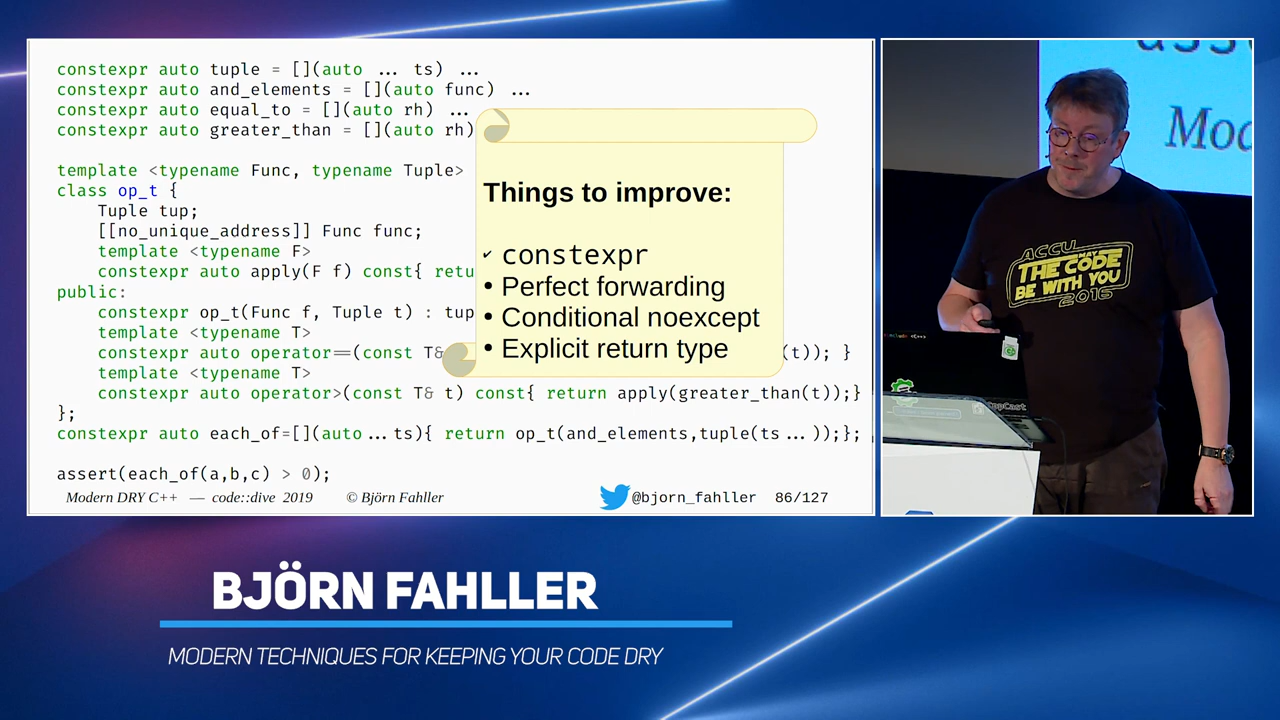 constexpr auto tuple = [](auto ... ts) ...
constexpr auto and_elements = [](auto func) ...
constexpr auto equal_to = [](auto rh) ...
constexpr auto greater_than = [](auto rh)
template <typename Func, typename Tuple>
class op_t {
Tuple tup;
[[no_unique_address]] Func func;
template <typename F>
constexpr auto apply(F f) const{ retu
public:
constexpr op_t(Func f, Tuple t) : tup
template <typename T>
constexpr auto operator==(const T& (t)); }
template <typename T>
constexpr auto operator>(const T& t) const{ return apply(greater_than(t));}
};
constexpr auto each_of=[](auto...ts){ return op_t(and_elements,tuple(ts...));};
assert(each_of(a,b,c) > 0);
Things to improve:
✔ constexpr
• Perfect forwarding
• Conditional noexcept
• Explicit return type
Modern DRY C++ — code::dive 2019 © Björn Fahller @bjorn_fahller 86/127
Moc
ACCU
MAY
THE CODE
BE WITH YOU
2016
CppCast
BJÖRN FAHLLER
MODERN TECHNIQUES FOR KEEPING YOUR CODE DRY